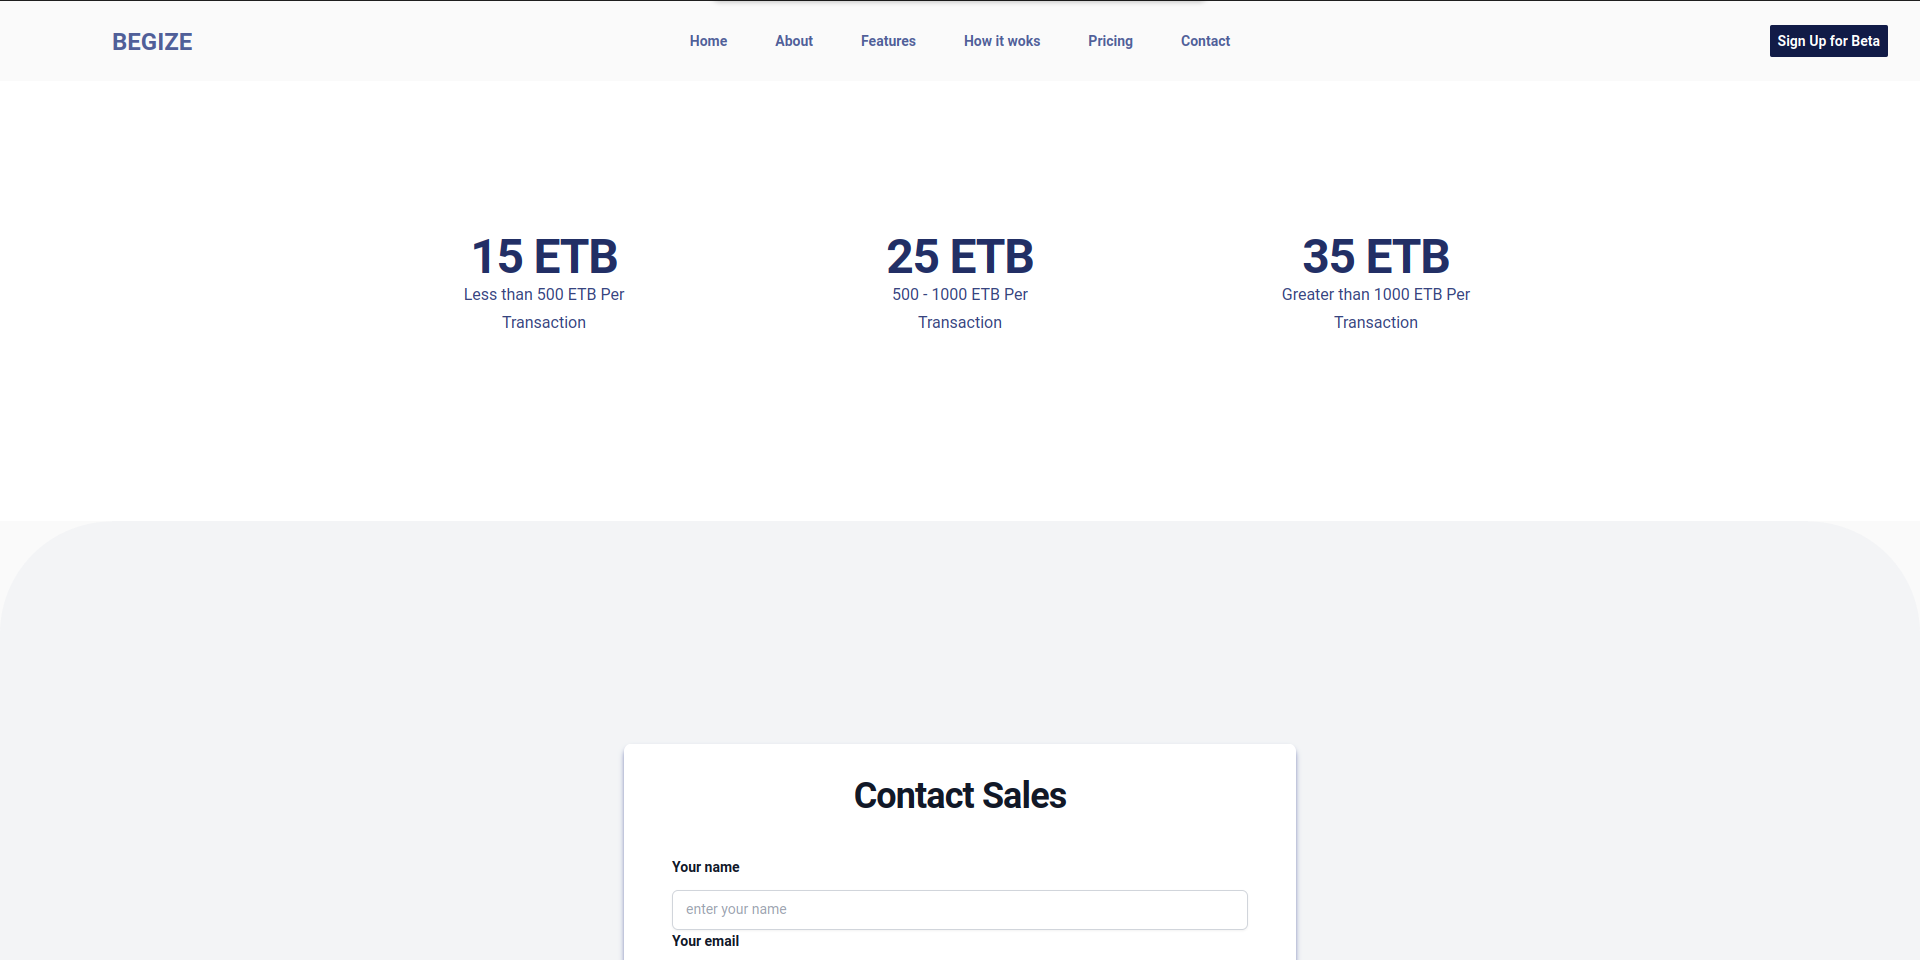 BEGIZE
Home About Features How it woks Pricing Contact
Sign Up for Beta
15 ETB
Less than 500 ETB Per
Transaction
25 ETB
500 - 1000 ETB Per
Transaction
35 ETB
Greater than 1000 ETB Per
Transaction
Contact Sales
Your name
enter your name
Your email